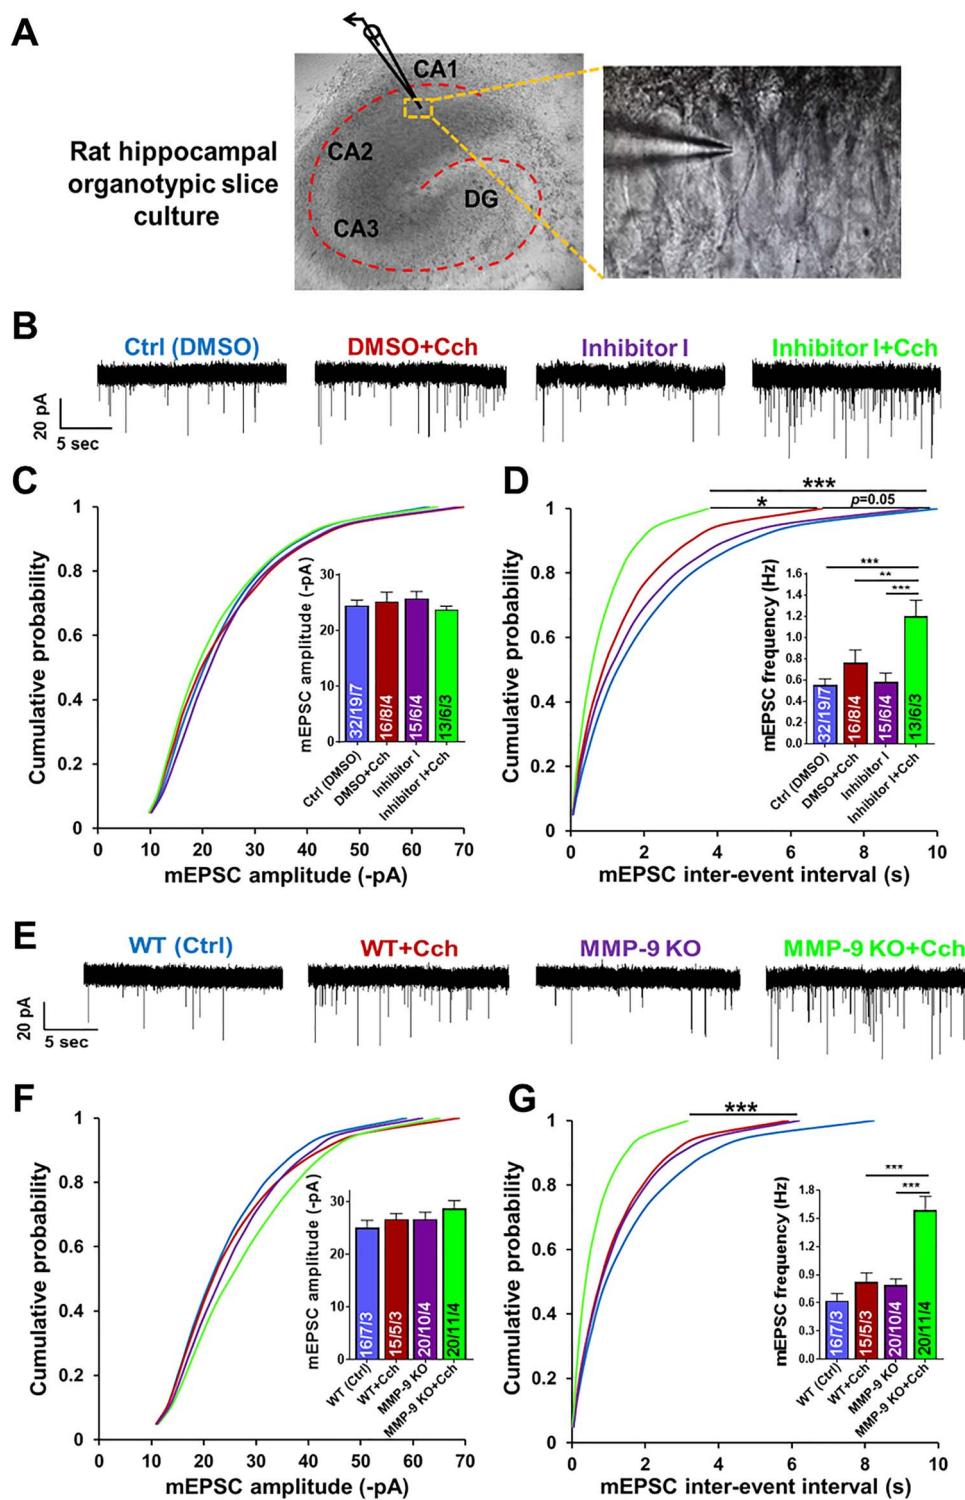 A
CA1
CA2
CA3
DG
Rat hippocampal
organotypic slice
culture
B
Ctrl (DMSO)
DMSO+Cch
Inhibitor I
Inhibitor I+Cch
20 pA
5 sec
C
Cumulative probability
1
0.8
0.6
0.4
0.2
0
0
10
20
30
40
50
60
70
mEPSC amplitude (-pA)
mEPSC amplitude (-pA)
30
20
10
0
32/19/7
16/8/4
15/6/4
13/6/3
Ctrl (DMSO)
DMSO+Cch
Inhibitor I
Inhibitor I+Cch
D
***
*
p=0.05
Cumulative probability
1
0.8
0.6
0.4
0.2
0
0
2
4
6
8
10
mEPSC inter-event interval (s)
mEPSC frequency (Hz)
1.6
1.4
1.2
1.0
0.8
0.6
0.4
0.2
0.0
***
**
***
32/19/7
16/8/4
15/6/4
13/6/3
Ctrl (DMSO)
DMSO+Cch
Inhibitor I
Inhibitor I+Cch
E
WT (Ctrl)
WT+Cch
MMP-9 KO
MMP-9 KO+Cch
20 pA
5 sec
F
Cumulative probability
1
0.8
0.6
0.4
0.2
0
0
10
20
30
40
50
60
70
mEPSC amplitude (-pA)
mEPSC amplitude (-pA)
30
20
10
0
16/7/3
15/5/3
20/10/4
20/11/4
WT (Ctrl)
WT+Cch
MMP-9 KO
MMP-9 KO+Cch
G
***
Cumulative probability
1
0.8
0.6
0.4
0.2
0
0
2
4
6
8
10
mEPSC inter-event interval (s)
mEPSC frequency (Hz)
1.8
1.5
1.2
0.9
0.6
0.3
0.0
***
***
16/7/3
15/5/3
20/10/4
20/11/4
WT (Ctrl)
WT+Cch
MMP-9 KO
MMP-9 KO+Cch